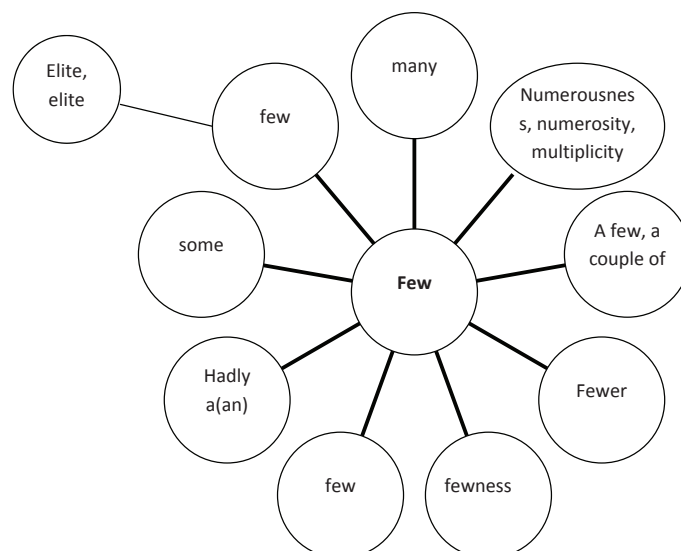 Elite,
elite
few
many
Numerousnes
s, numerosity,
multiplicity
some
Few
A few, a
couple of
Hadly
a(an)
Fewer
few
fewness